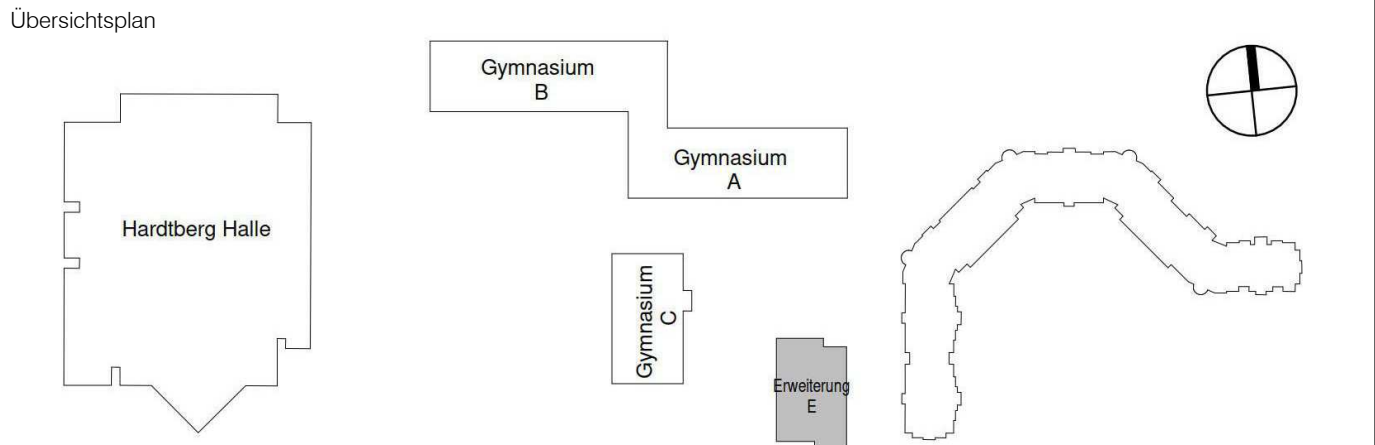 Übersichtsplan
Gymnasium
B
Gymnasium
A
Hardtberg Halle
Gymnasium
C
Erweiterung
E